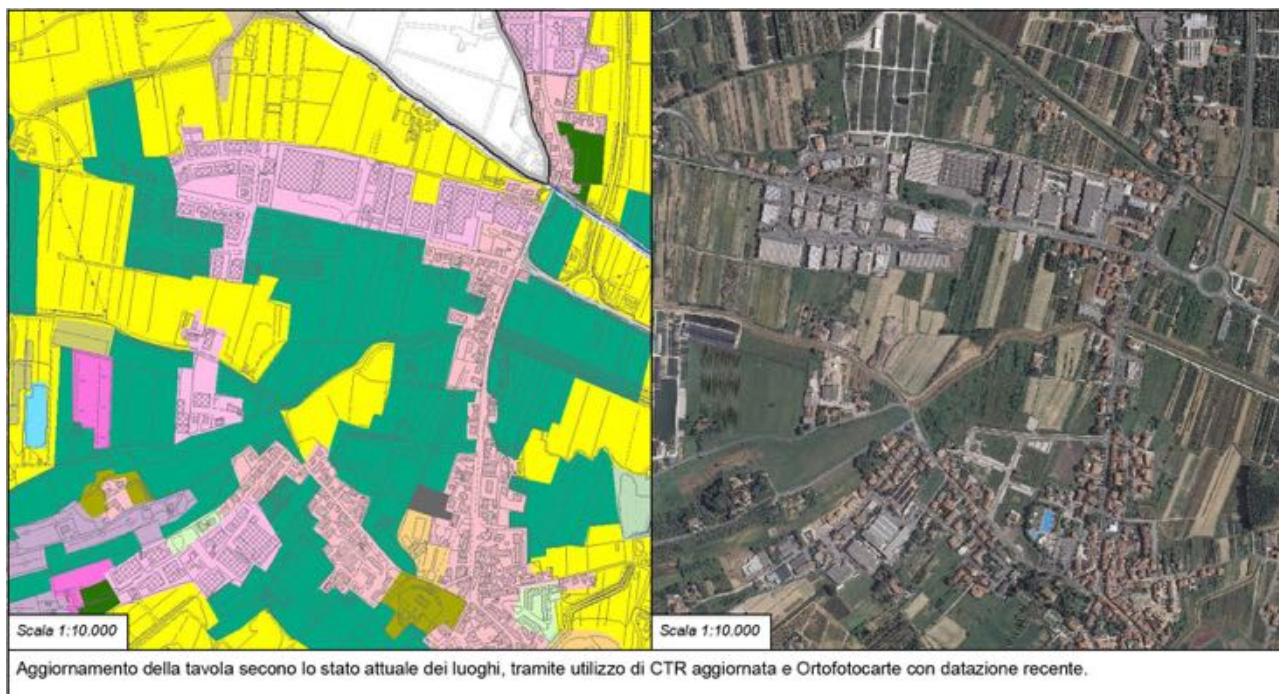 Scala 1:10.000
Scala 1:10.000
Aggiornamento della tavola secono lo stato attuale dei luoghi, tramite utilizzo di CTR aggiornata e Ortofotocarte con datazione recente.